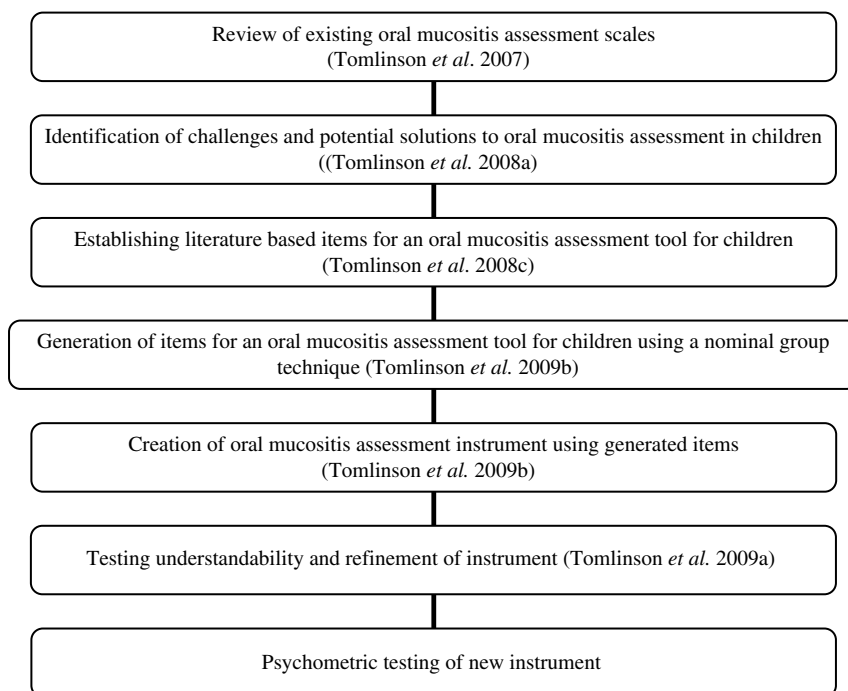 Review of existing oral mucositis assessment scales
(Tomlinson et al. 2007)
Identification of challenges and potential solutions to oral mucositis assessment in children
((Tomlinson et al. 2008a)
Establishing literature based items for an oral mucositis assessment tool for children
(Tomlinson et al. 2008c)
Generation of items for an oral mucositis assessment tool for children using a nominal group
technique (Tomlinson et al. 2009b)
Creation of oral mucositis assessment instrument using generated items
(Tomlinson et al. 2009b)
Testing understandability and refinement of instrument (Tomlinson et al. 2009a)
Psychometric testing of new instrument